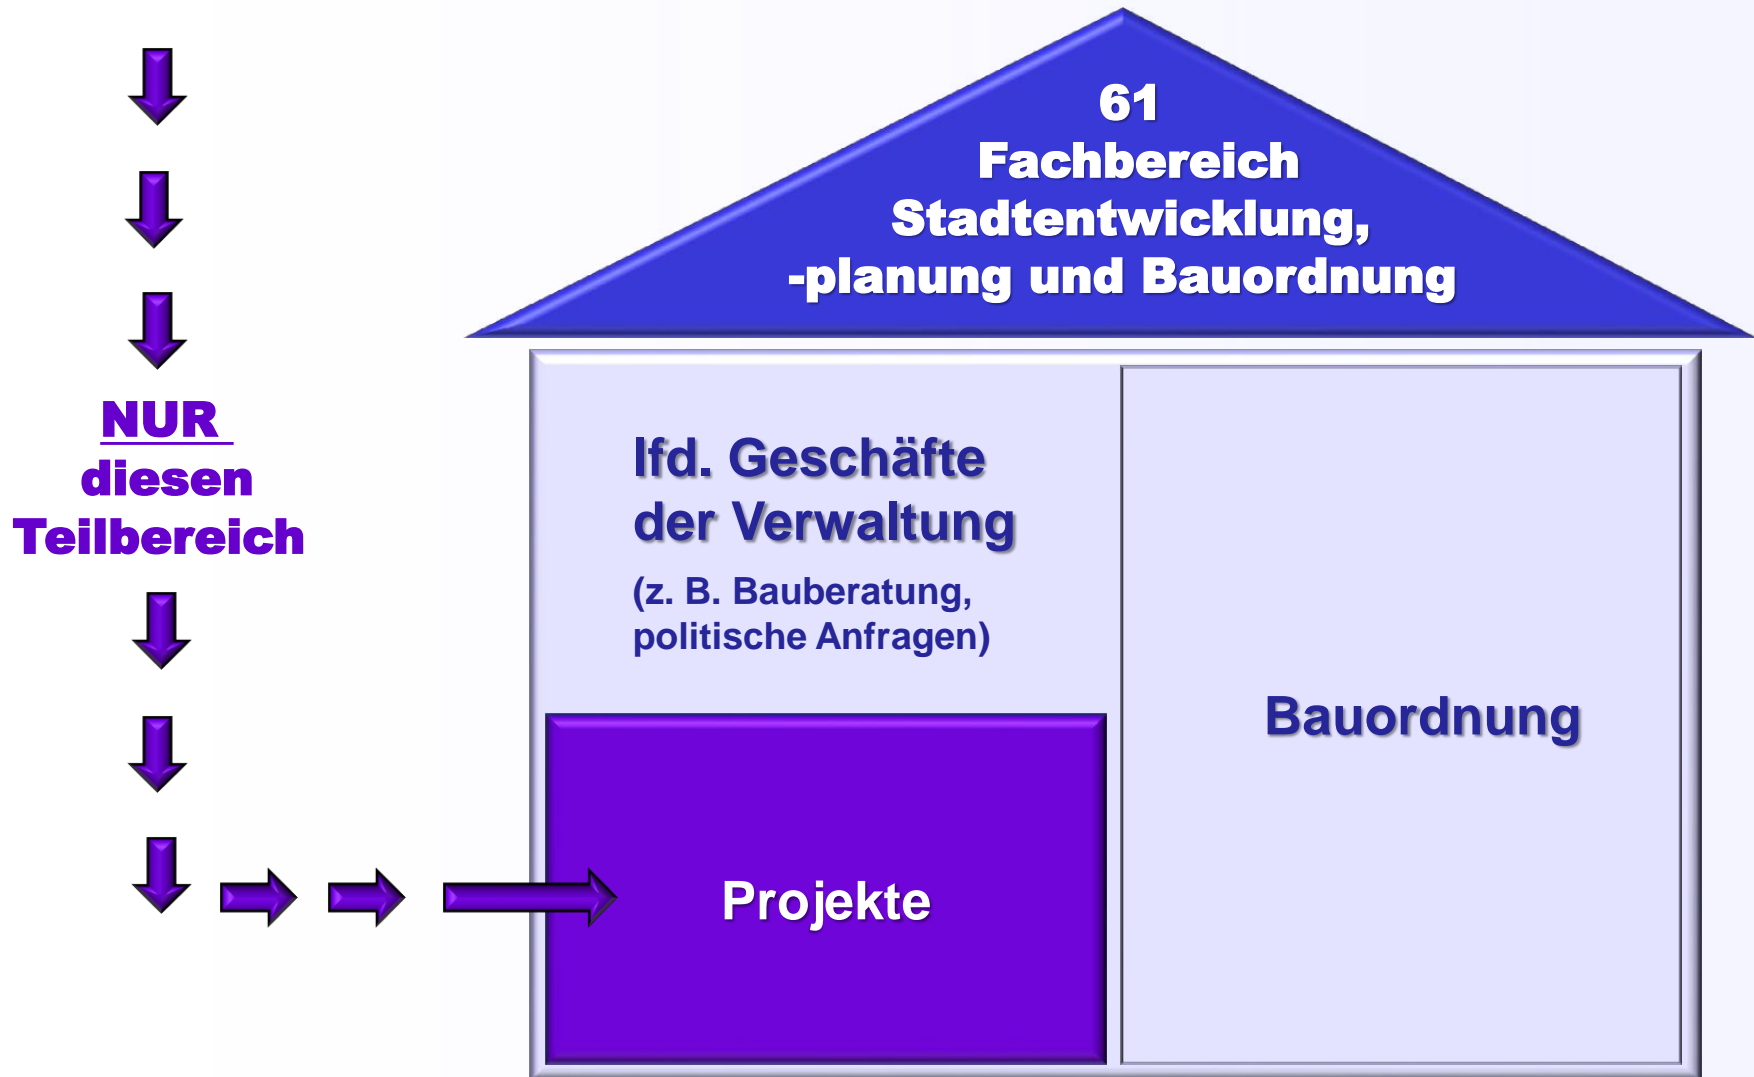 61
Fachbereich
Stadtentwicklung,
-planung und Bauordnung
NUR
diesen
Teilbereich
lfd. Geschäfte
der Verwaltung
(z. B. Bauberatung,
politische Anfragen)
Bauordnung
Projekte